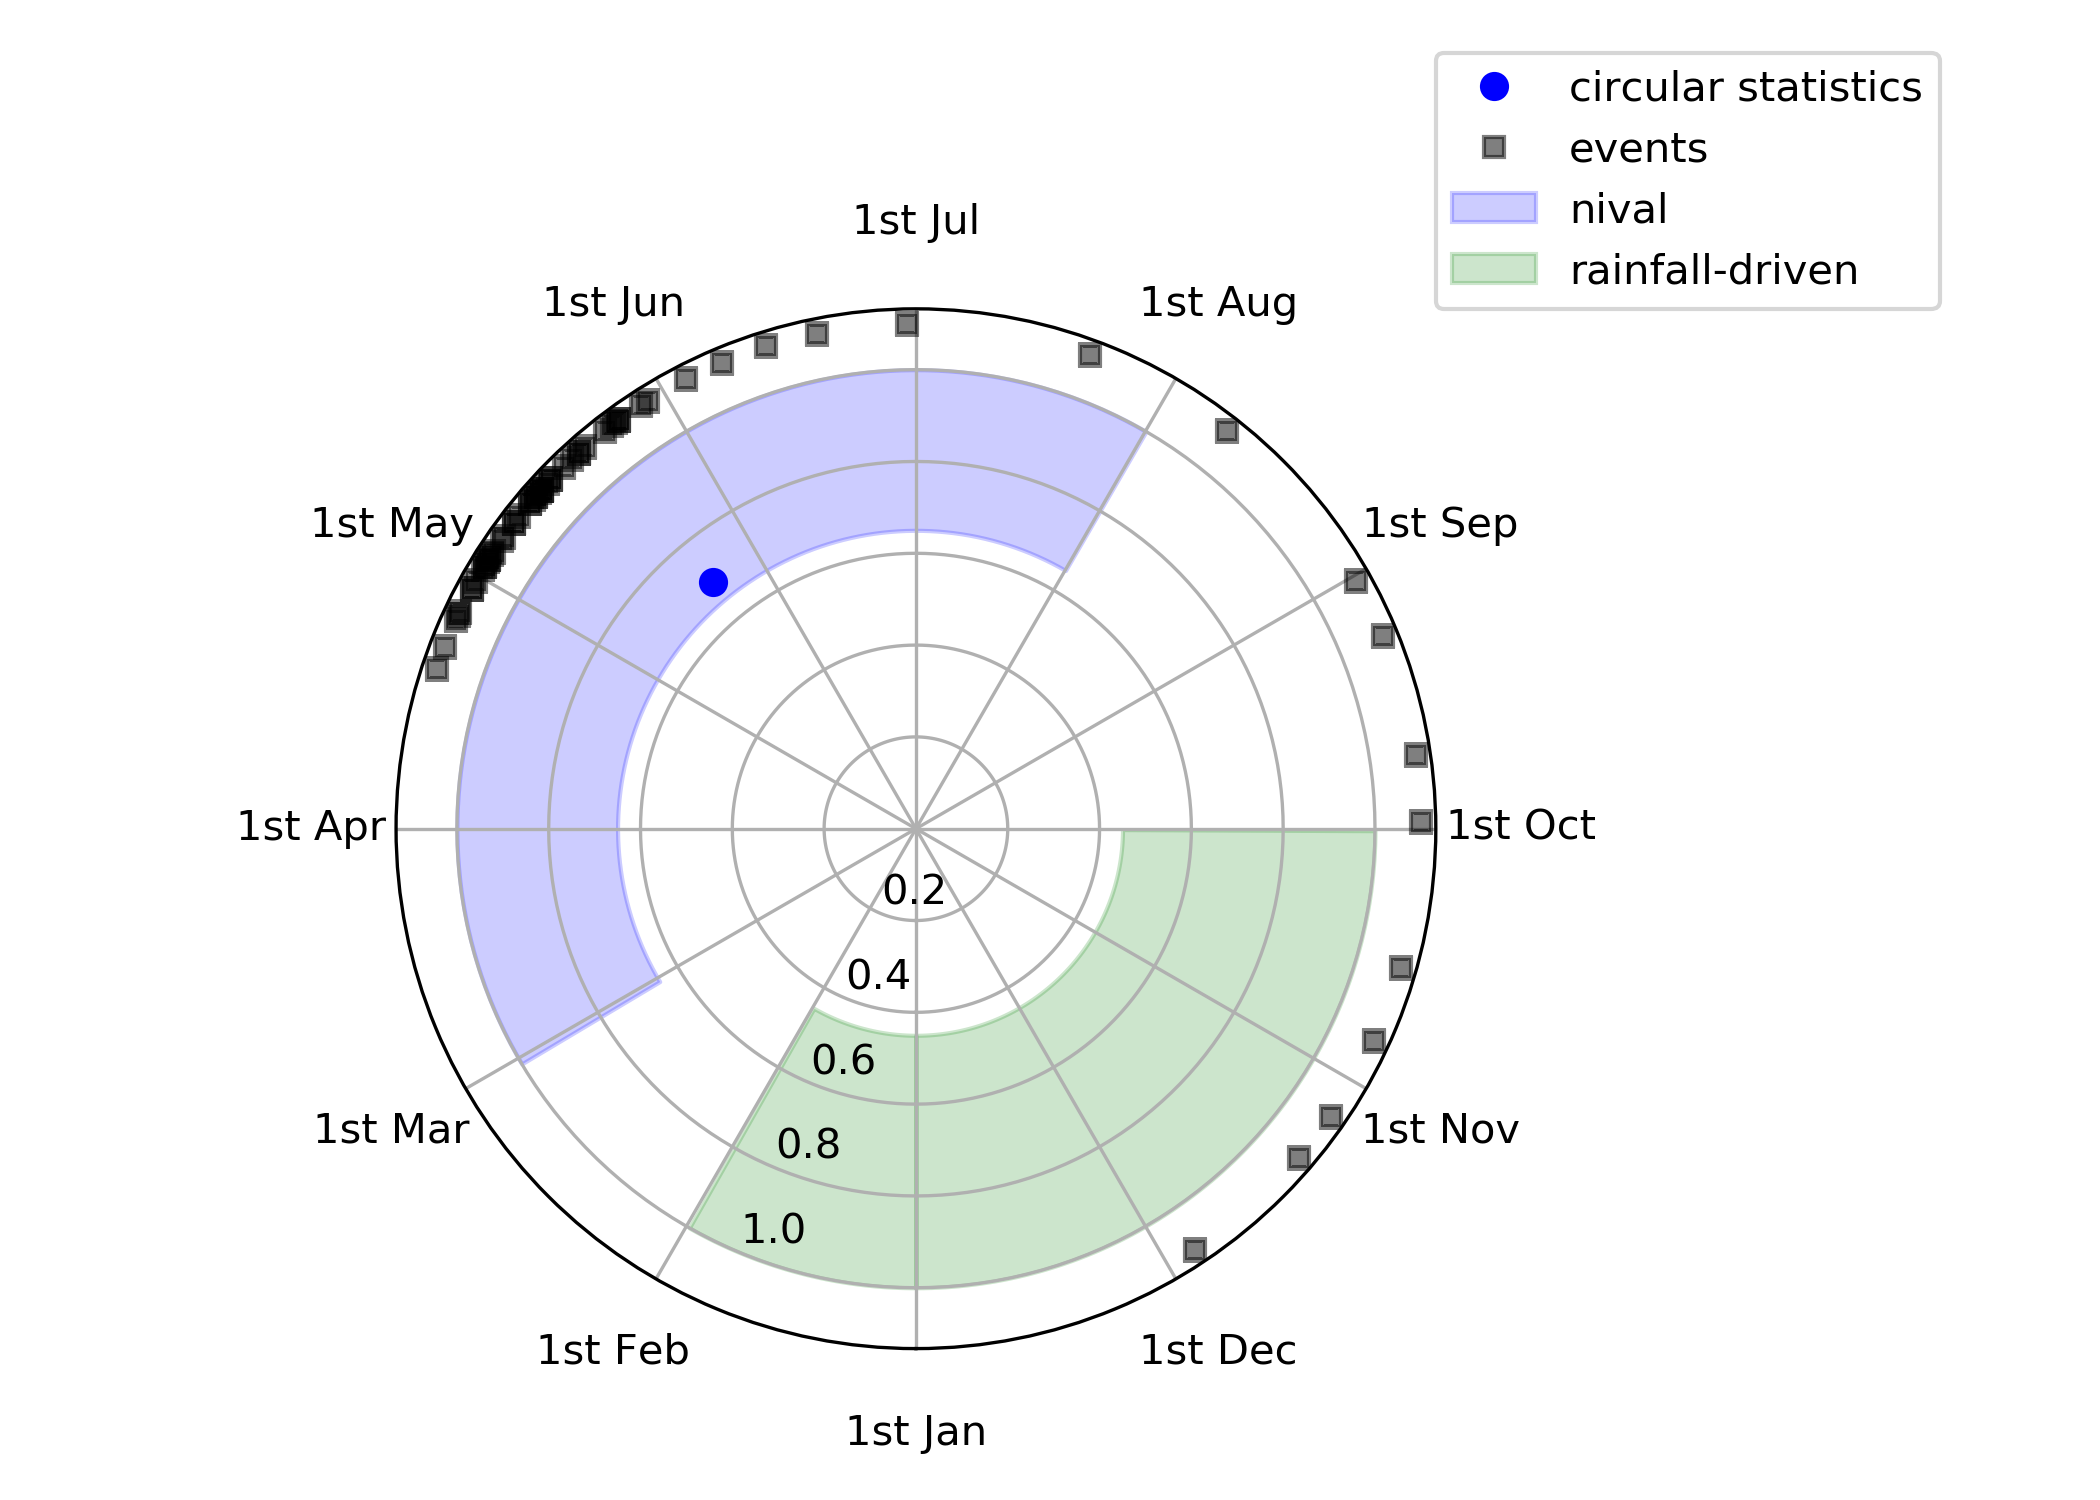 circular statistics
events
nival
rainfall-driven
1st Jul
1st Jun
1st Aug
1st May
1st Sep
1st Apr
1st Oct
0.2
0.4
0.6
0.8
1.0
1st Mar
1st Nov
1st Feb
1st Dec
1st Jan